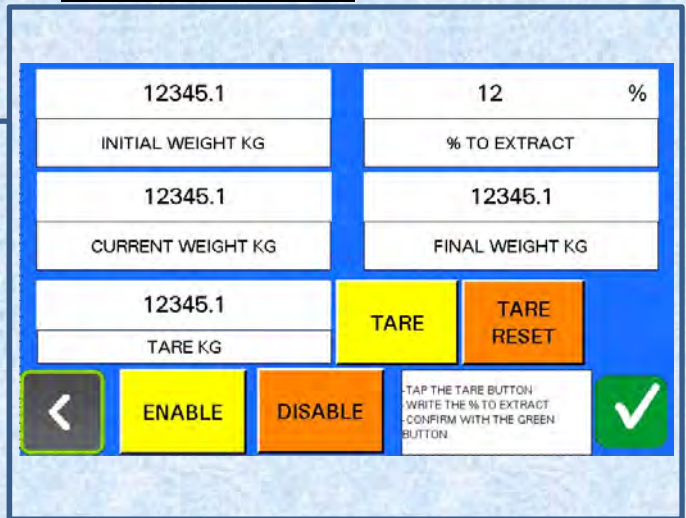 12345.1
INITIAL WEIGHT KG
12 %
% TO EXTRACT
12345.1
CURRENT WEIGHT KG
12345.1
FINAL WEIGHT KG
12345.1
TARE KG
TARE
TARE
RESET
ENABLE
DISABLE
-TAP THE TARE BUTTON
-WRITE THE % TO EXTRACT
-CONFIRM WITH THE GREEN
BUTTON